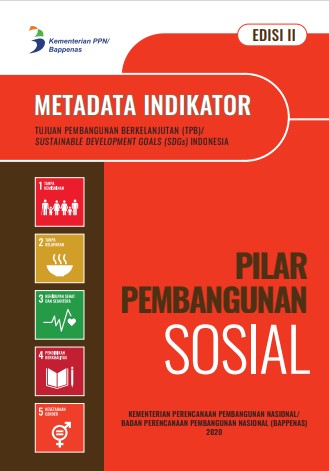 Kementerian PPN/
Bappenas
EDISI II
METADATA INDIKATOR
TUJUAN PEMBANGUNAN BERKELANJUTAN (TPB)/
SUSTAINABLE DEVELOPMENT GOALS (SDGs) INDONESIA
1 TANPA
KEMISKINAN
2 TANPA
KELAPARAN
3 KEHIDUPAN SEHAT
DAN SEJAHTERA
4 PENDIDIKAN
BERKUALITAS
5 KESETARAAN
GENDER
PILAR
PEMBANGUNAN
SOSIAL
KEMENTERIAN PERENCANAAN PEMBANGUNAN NASIONAL/
BADAN PERENCANAAN PEMBANGUNAN NASIONAL (BAPPENAS)
2020